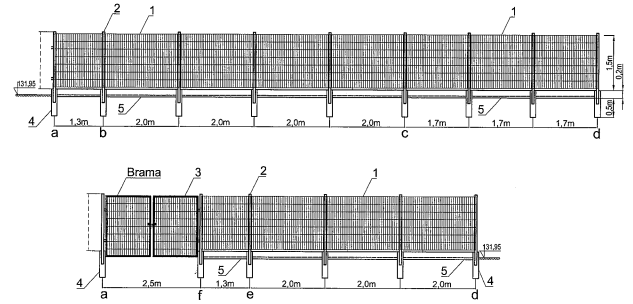 2 1 1
131,95 1,5m 0,2m
5 5 0,5m
4
a 1,3m b 2,0m 2,0m 2,0m 2,0m c 1,7m 1,7m 1,7m d
Brama 3 2 1
131,95
4 5 5 4
a 2,5m f 1,3m e 2,0m 2,0m 2,0m d